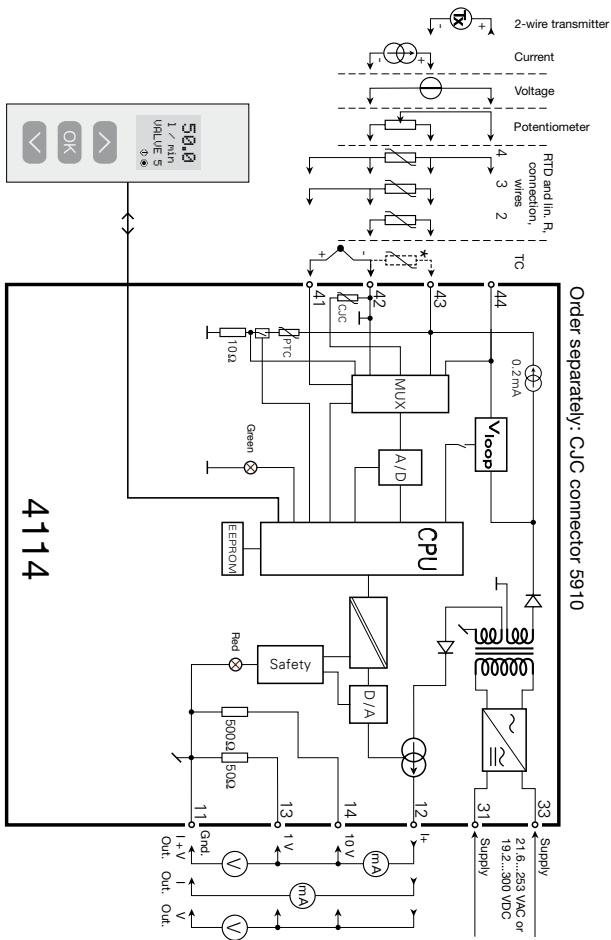 Order separately: CJC connector 5910
2-wire transmitter
Tx
-
+
Current
-
+
Voltage
Potentiometer
RTD and lin. R,
connection,
wires
4
3
2
TC
+
-
*
44
43
42
41
CJC
PTC
10Ω
0.2mA
MUX
Vloop
A/D
Green
CPU
EEPROM
4114
50.0
l / min
VALVE 5
OK
Safety
Red
D/A
500Ω
50Ω
33
31
12
14
13
11
Supply
21.6...253 VAC or
19.2...300 VDC
Supply
I+
10 V
1 V
Gnd.
mA
V
I + V
Out.
mA
I
Out.
V
V
Out.